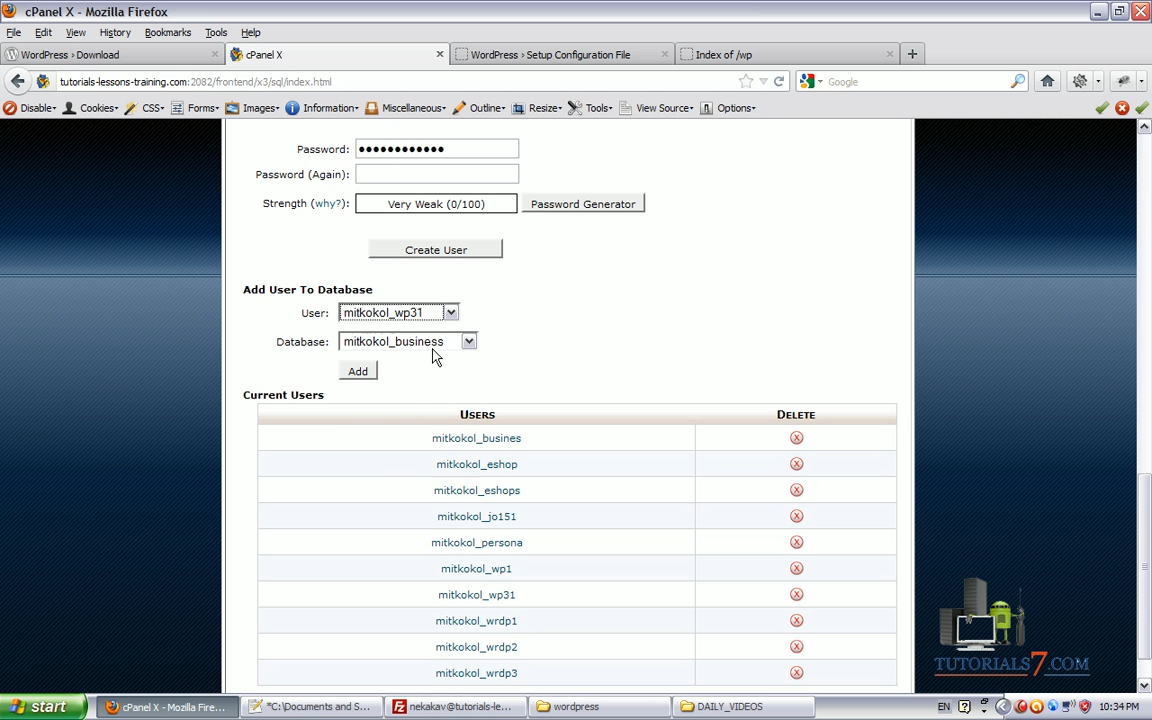 cPanel X - Mozilla Firefox
File Edit View History Bookmarks Tools Help
WordPress › Download
cPanel X
WordPress › Setup Configuration File
Index of /wp
tutorials-lessons-training.com:2082/frontend/x3/sql/index.html
Google
Disable Cookies CSS Forms Images Information Miscellaneous Outline Resize Tools View Source Options
Password: ●●●●●●●●●●●●
Password (Again):
Strength (why?): Very Weak (0/100) Password Generator
Create User
Add User To Database
User: mitkokol_wp31
Database: mitkokol_business
Add
Current Users
USERS DELETE
mitkokol_busines
mitkokol_eshop
mitkokol_eshops
mitkokol_jo151
mitkokol_persona
mitkokol_wp1
mitkokol_wp31
mitkokol_wrdp1
mitkokol_wrdp2
mitkokol_wrdp3
TUTORIALS7.COM
start
cPanel X - Mozilla Fire...
*C:\Documents and S...
nekakav@tutorials-le...
wordpress
DAILY_VIDEOS
EN
10:34 PM